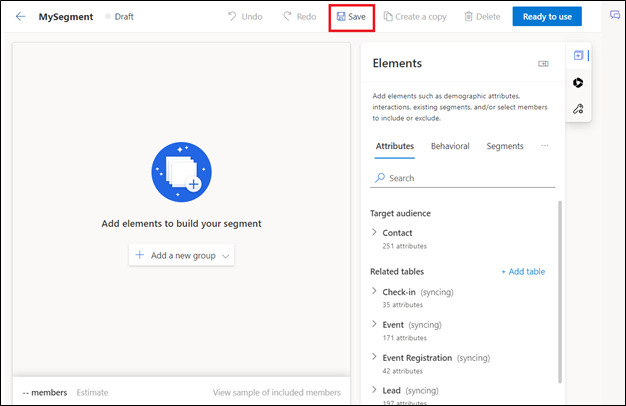 MySegment Draft Undo Redo Save Create a copy Delete Ready to use
Elements
Add elements such as demographic attributes,
interactions, existing segments, and/or select members
to include or exclude.
Attributes Behavioral Segments ...
Search
Target audience
Contact
251 attributes
Related tables + Add table
Check-in (syncing)
35 attributes
Event (syncing)
171 attributes
Event Registration (syncing)
42 attributes
Lead (syncing)
197 attributes
Add elements to build your segment
+ Add a new group
-- members Estimate View sample of included members